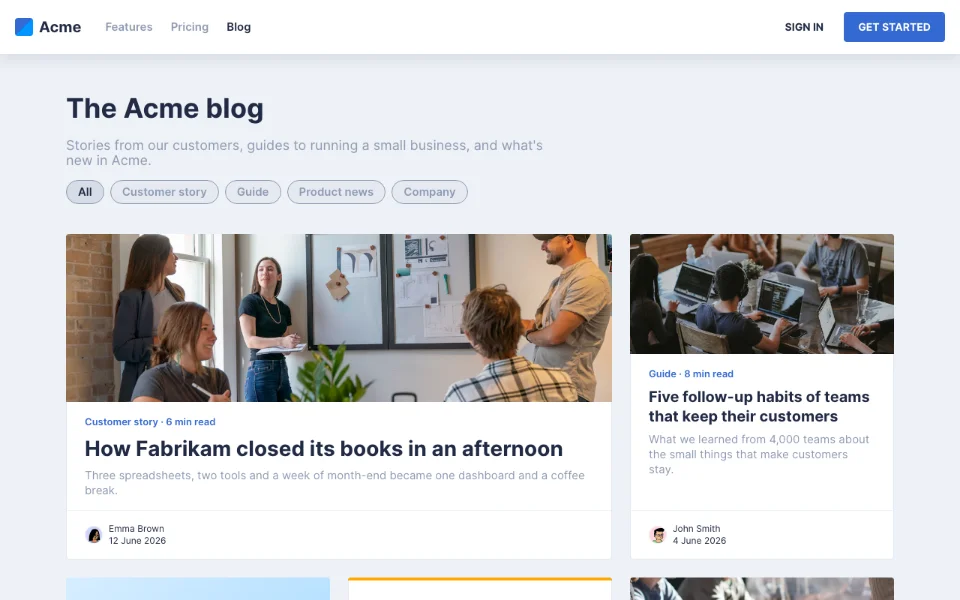 Acme
Features
Pricing
Blog
SIGN IN
GET STARTED
The Acme blog
Stories from our customers, guides to running a small business, and what's
new in Acme.
All
Customer story
Guide
Product news
Company
Customer story · 6 min read
How Fabrikam closed its books in an afternoon
Three spreadsheets, two tools and a week of month-end became one dashboard and a coffee
break.
Emma Brown
12 June 2026
Guide · 8 min read
Five follow-up habits of teams
that keep their customers
What we learned from 4,000 teams about
the small things that make customers
stay.
John Smith
4 June 2026